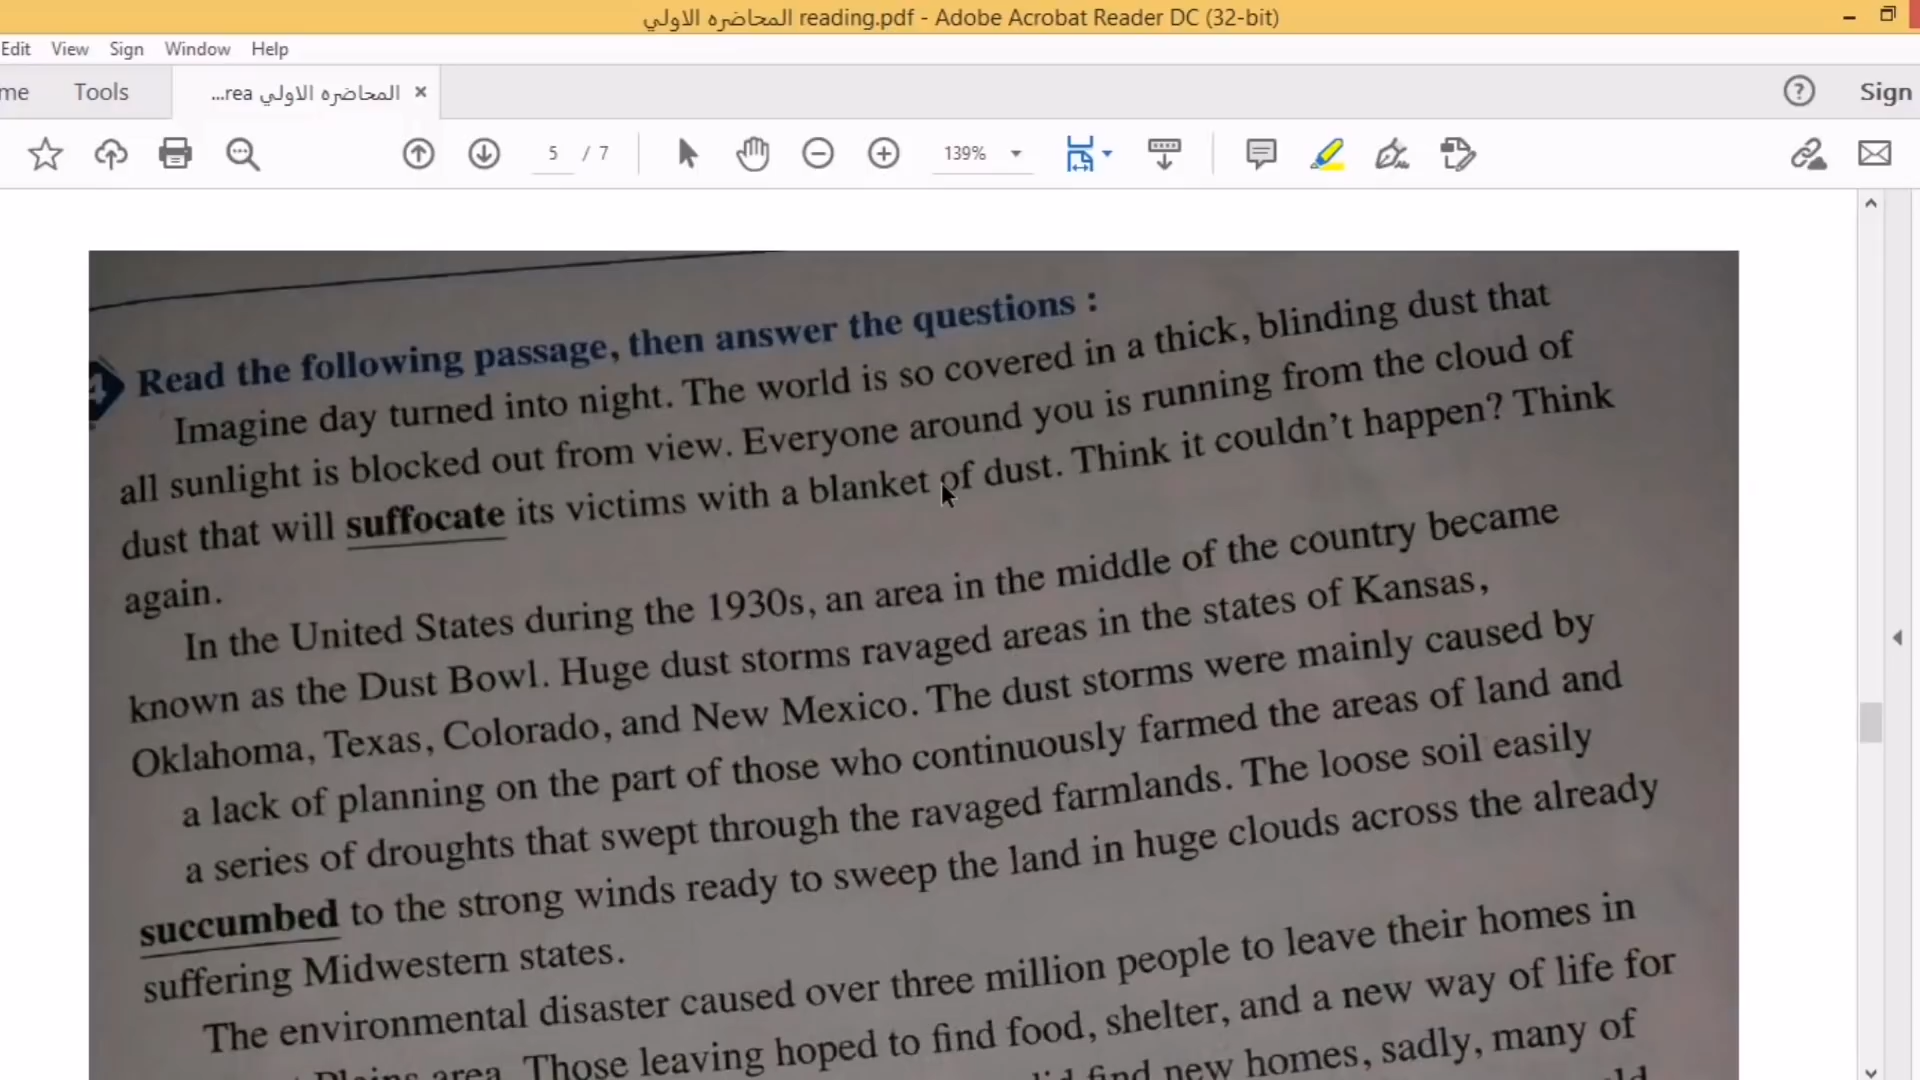 المحاضره الاولي reading.pdf - Adobe Acrobat Reader DC (32-bit)
Edit View Sign Window Help
me Tools المحاضره الاولي rea... × ? Sign
5 / 7 139%
4 Read the following passage, then answer the questions :
Imagine day turned into night. The world is so covered in a thick, blinding dust that
all sunlight is blocked out from view. Everyone around you is running from the cloud of
dust that will suffocate its victims with a blanket of dust. Think it couldn't happen? Think
again.
In the United States during the 1930s, an area in the middle of the country became
known as the Dust Bowl. Huge dust storms ravaged areas in the states of Kansas,
Oklahoma, Texas, Colorado, and New Mexico. The dust storms were mainly caused by
a lack of planning on the part of those who continuously farmed the areas of land and
a series of droughts that swept through the ravaged farmlands. The loose soil easily
succumbed to the strong winds ready to sweep the land in huge clouds across the already
suffering Midwestern states.
The environmental disaster caused over three million people to leave their homes in
Plains area. Those leaving hoped to find food, shelter, and a new way of life for
find new homes, sadly, many of